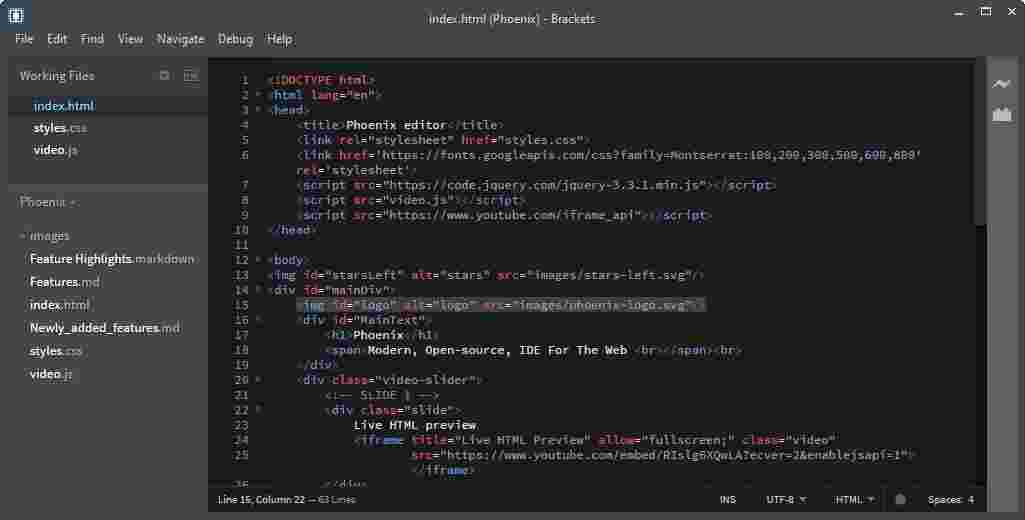 index.html (Phoenix) - Brackets
File Edit Find View Navigate Debug Help
Working Files
index.html
styles.css
video.js
Phoenix
images
Feature Highlights.markdown
Features.md
index.html
Newly_added_features.md
styles.css
video.js
1 <!DOCTYPE html>
2 <html lang="en">
3 <head>
4 <title>Phoenix editor</title>
5 <link rel="stylesheet" href="styles.css">
6 <link href='https://fonts.googleapis.com/css?family=Montserrat:100,200,300,500,600,800'
rel='stylesheet'>
7 <script src="https://code.jquery.com/jquery-3.3.1.min.js"></script>
8 <script src="video.js"></script>
9 <script src="https://www.youtube.com/iframe_api"></script>
10 </head>
11
12 <body>
13 <img id="starsLeft" alt="stars" src="images/stars-left.svg"/>
14 <div id="mainDiv">
15 <img id="logo" alt="logo" src="images/phoenix-logo.svg"/>
16 <div id="MainText">
17 <h1>Phoenix</h1>
18 <span>Modern, Open-source, IDE For The Web <br></span><br>
19 </div>
20 <div class="video-slider">
21 <!-- SLIDE 1 -->
22 <div class="slide">
23 Live HTML preview
24 <iframe title="Live HTML Preview" allow="fullscreen;" class="video"
25 src="https://www.youtube.com/embed/RIslg6XQwLA?ecver=2&enablejsapi=1">
</iframe>
26 </div>
Line 15, Column 22 — 63 Lines INS UTF-8 HTML Spaces: 4